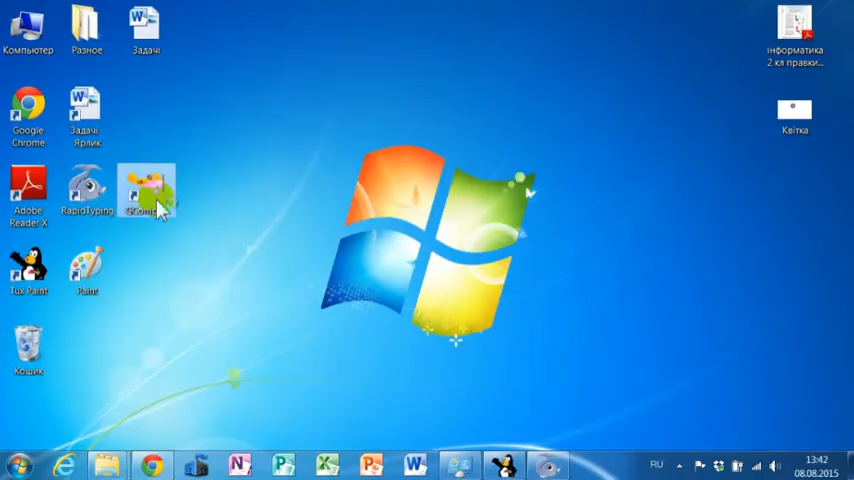 Компьютер
Разное
Задачі
Google
Chrome
Задачі -
Ярлик
Adobe
Reader X
RapidTyping
Tux Paint
Paint
Кошик
інформатика
2 кл правки...
Квітка
RU
13:42
08.08.2015